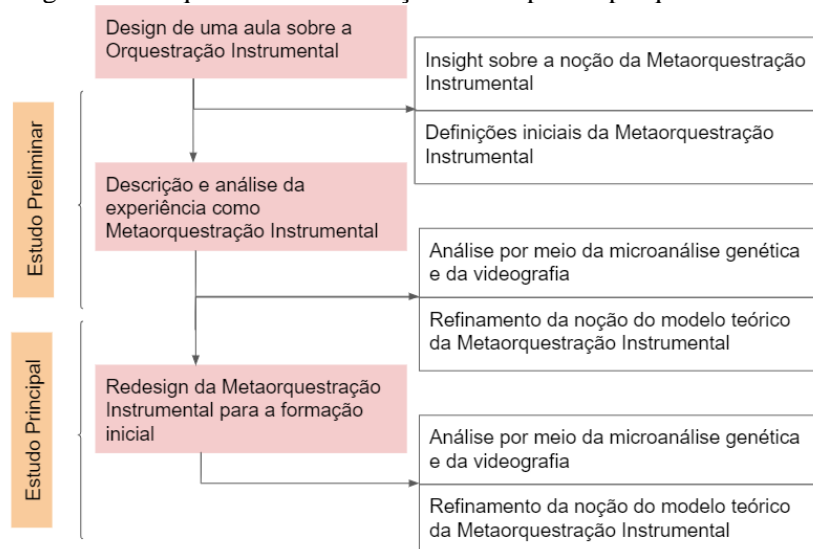 Design de uma aula sobre a
Orquestração Instrumental
Insight sobre a noção da Metaorquestração
Instrumental
Definições iniciais da Metaorquestração
Instrumental
Estudo Preliminar
Descrição e análise da
experiência como
Metaorquestração Instrumental
Análise por meio da microanálise genética
e da videografia
Refinamento da noção do modelo teórico
da Metaorquestração Instrumental
Estudo Principal
Redesign da Metaorquestração
Instrumental para a formação
inicial
Análise por meio da microanálise genética
e da videografia
Refinamento da noção do modelo teórico
da Metaorquestração Instrumental